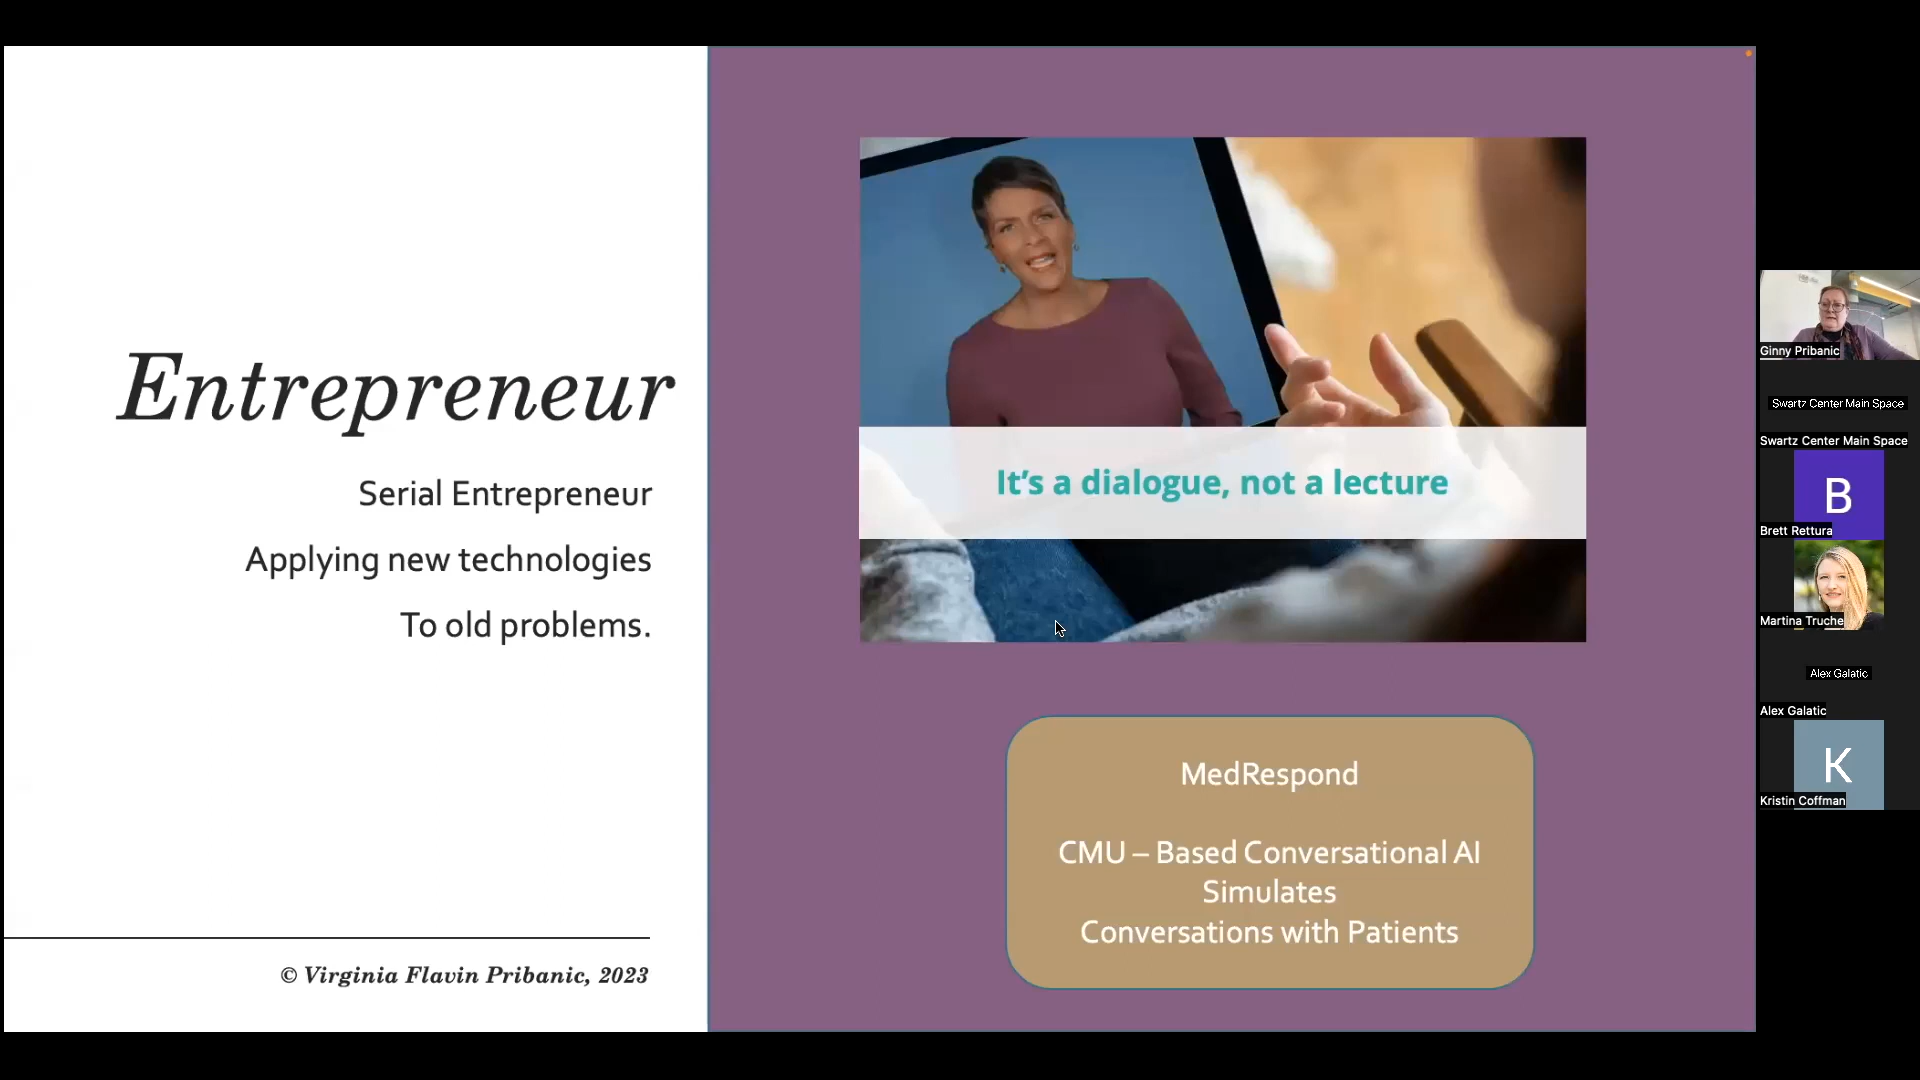 Entrepreneur
Serial Entrepreneur
Applying new technologies
To old problems.
© Virginia Flavin Pribanic, 2023
It's a dialogue, not a lecture
MedRespond
CMU – Based Conversational AI
Simulates
Conversations with Patients
Ginny Pribanic
Swartz Center Main Space
Swartz Center Main Space
B
Brett Rettura
Martina Truche
Alex Galatic
Alex Galatic
K
Kristin Coffman